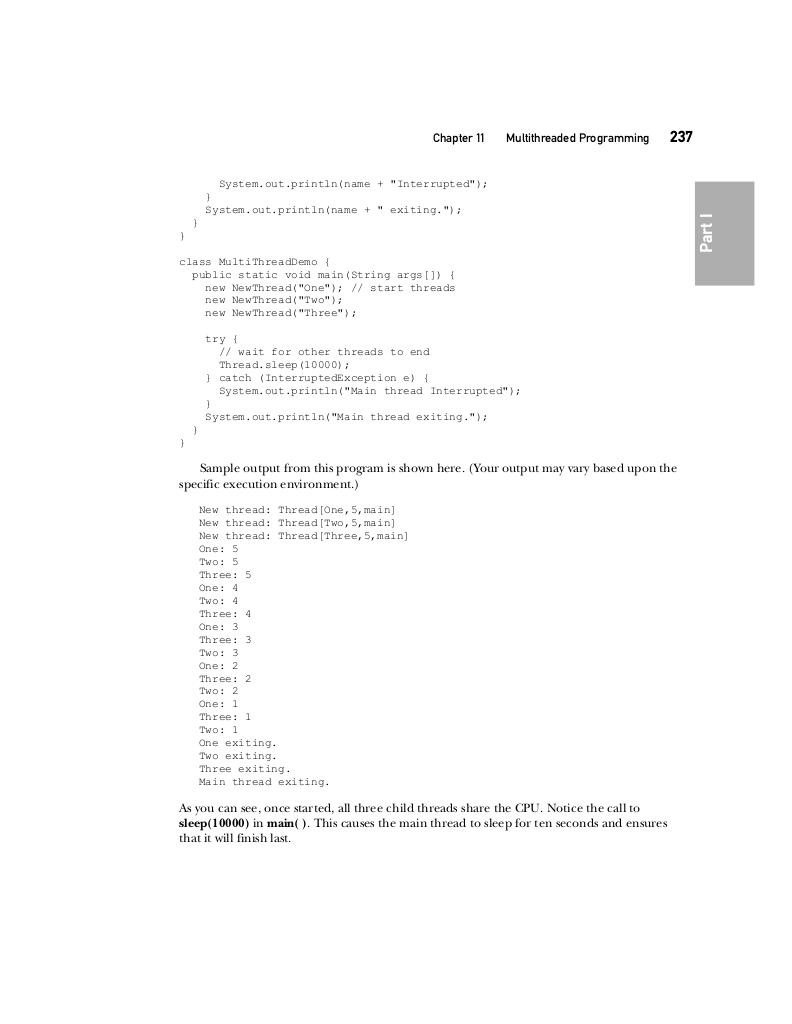 Chapter 11 Multithreaded Programming 237
Part I
      System.out.println(name + "Interrupted");
    }
    System.out.println(name + " exiting.");
  }
}
class MultiThreadDemo {
  public static void main(String args[]) {
    new NewThread("One"); // start threads
    new NewThread("Two");
    new NewThread("Three");
    try {
      // wait for other threads to end
      Thread.sleep(10000);
    } catch (InterruptedException e) {
      System.out.println("Main thread Interrupted");
    }
    System.out.println("Main thread exiting.");
  }
}
Sample output from this program is shown here. (Your output may vary based upon the
specific execution environment.)
New thread: Thread[One,5,main]
New thread: Thread[Two,5,main]
New thread: Thread[Three,5,main]
One: 5
Two: 5
Three: 5
One: 4
Two: 4
Three: 4
One: 3
Three: 3
Two: 3
One: 2
Three: 2
Two: 2
One: 1
Three: 1
Two: 1
One exiting.
Two exiting.
Three exiting.
Main thread exiting.
As you can see, once started, all three child threads share the CPU. Notice the call to
sleep(10000) in main( ). This causes the main thread to sleep for ten seconds and ensures
that it will finish last.